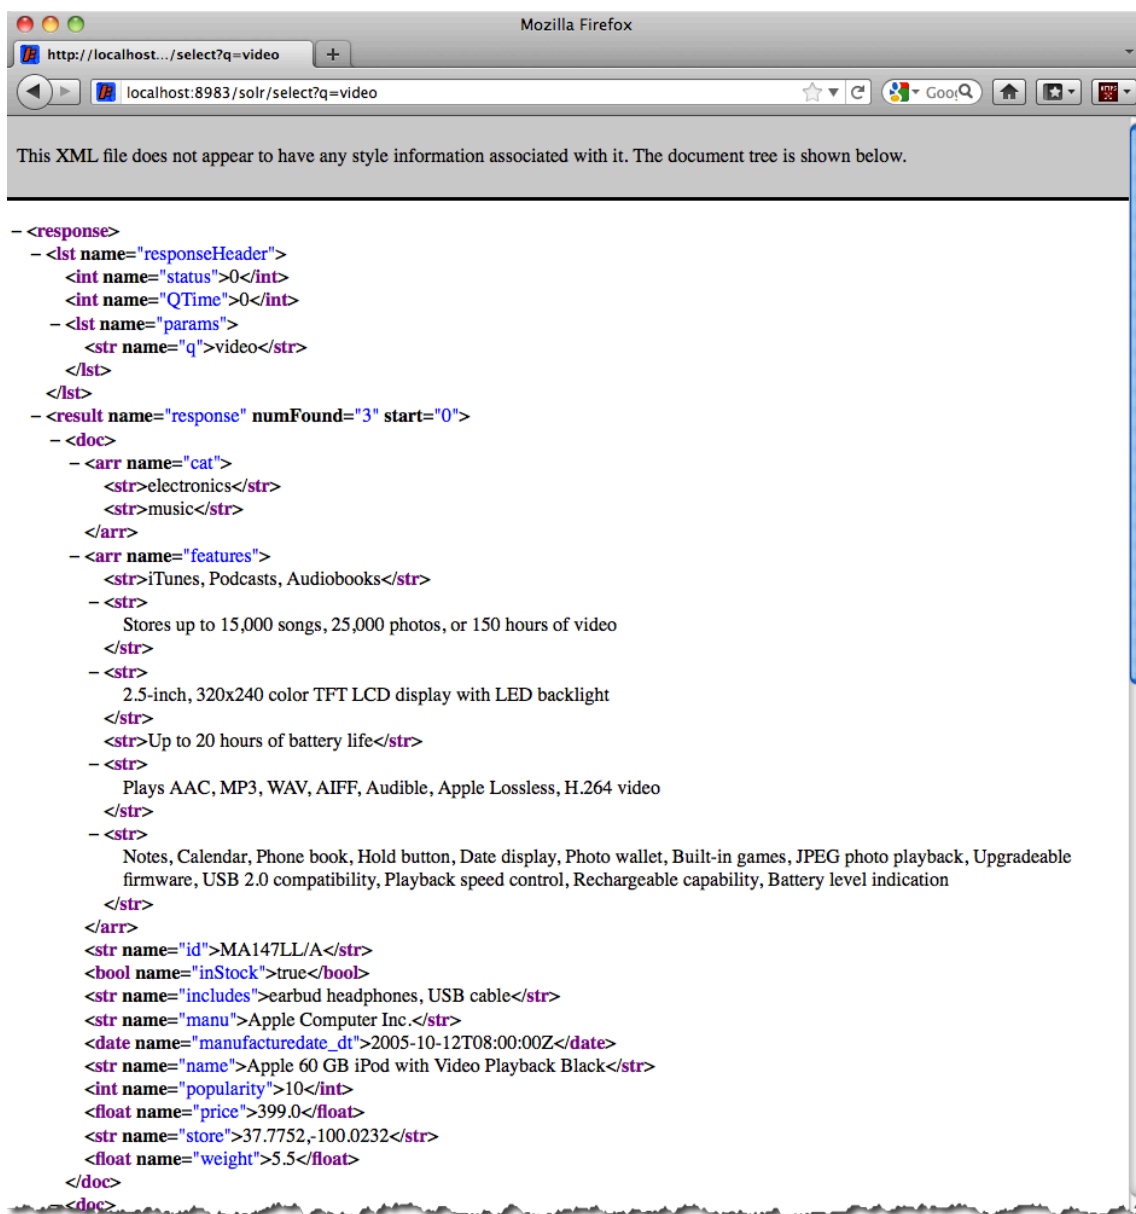 Mozilla Firefox
http://localhost.../select?q=video
+
localhost:8983/solr/select?q=video
This XML file does not appear to have any style information associated with it. The document tree is shown below.
– <response>
– <lst name="responseHeader">
<int name="status">0</int>
<int name="QTime">0</int>
– <lst name="params">
<str name="q">video</str>
</lst>
</lst>
– <result name="response" numFound="3" start="0">
– <doc>
– <arr name="cat">
<str>electronics</str>
<str>music</str>
</arr>
– <arr name="features">
<str>iTunes, Podcasts, Audiobooks</str>
– <str>
Stores up to 15,000 songs, 25,000 photos, or 150 hours of video
</str>
– <str>
2.5-inch, 320x240 color TFT LCD display with LED backlight
</str>
<str>Up to 20 hours of battery life</str>
– <str>
Plays AAC, MP3, WAV, AIFF, Audible, Apple Lossless, H.264 video
</str>
– <str>
Notes, Calendar, Phone book, Hold button, Date display, Photo wallet, Built-in games, JPEG photo playback, Upgradeable
firmware, USB 2.0 compatibility, Playback speed control, Rechargeable capability, Battery level indication
</str>
</arr>
<str name="id">MA147LL/A</str>
<bool name="inStock">true</bool>
<str name="includes">earbud headphones, USB cable</str>
<str name="manu">Apple Computer Inc.</str>
<date name="manufacturedate_dt">2005-10-12T08:00:00Z</date>
<str name="name">Apple 60 GB iPod with Video Playback Black</str>
<int name="popularity">10</int>
<float name="price">399.0</float>
<str name="store">37.7752,-100.0232</str>
<float name="weight">5.5</float>
</doc>
– <doc>